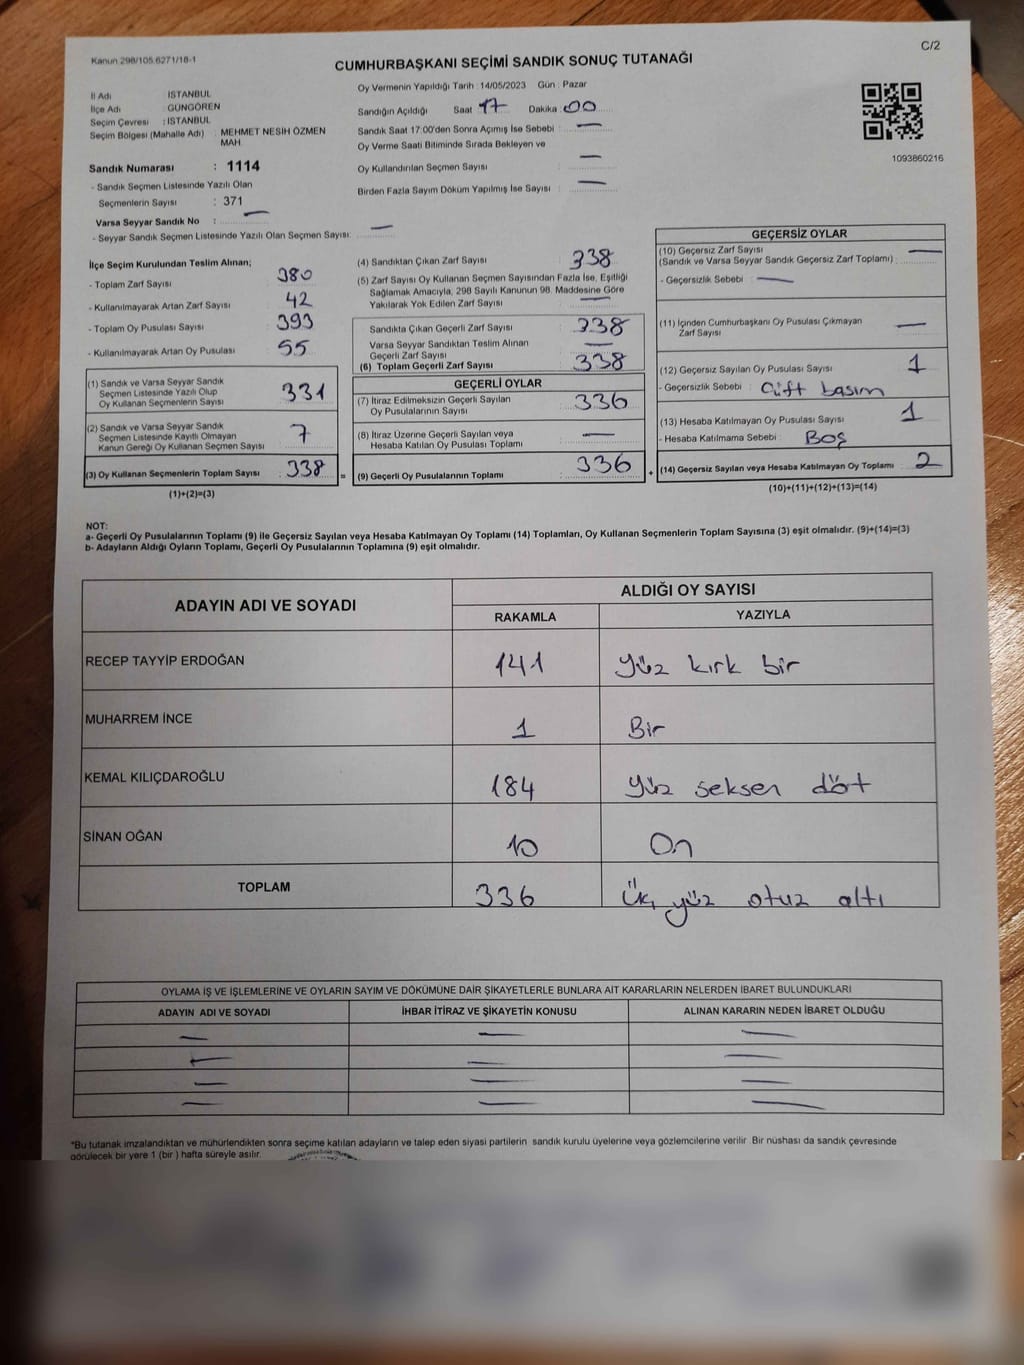 Kanun 298/105.6271/18-1
C/2
CUMHURBAŞKANI SEÇİMİ SANDIK SONUÇ TUTANAĞI
İl Adı : İSTANBUL
İlçe Adı : GÜNGÖREN
Seçim Çevresi : İSTANBUL
Seçim Bölgesi (Mahalle Adı) : MEHMET NESİH ÖZMEN MAH.
Sandık Numarası : 1114
- Sandık Seçmen Listesinde Yazılı Olan
Seçmenlerin Sayısı : 371
Varsa Seyyar Sandık No : —
- Seyyar Sandık Seçmen Listesinde Yazılı Olan Seçmen Sayısı: —
Oy Vermenin Yapıldığı Tarih : 14/05/2023 Gün : Pazar
Sandığın Açıldığı Saat 17 Dakika :00
Sandık Saat 17:00'den Sonra Açımış İse Sebebi : —
Oy Verme Saati Bitiminde Sırada Bekleyen ve
Oy Kullandırılan Seçmen Sayısı —
Birden Fazla Sayım Döküm Yapılmış İse Sayısı : —
1093860216
İlçe Seçim Kurulundan Teslim Alınan;
- Toplam Zarf Sayısı : 380
- Kullanılmayarak Artan Zarf Sayısı : 42
- Toplam Oy Pusulası Sayısı : 393
- Kullanılmayarak Artan Oy Pusulası : 55
(1) Sandık ve Varsa Seyyar Sandık
Seçmen Listesinde Yazılı Olup
Oy Kullanan Seçmenlerin Sayısı : 331
(2) Sandık ve Varsa Seyyar Sandık
Seçmen Listesinde Kayıtlı Olmayan
Kanun Gereği Oy Kullanan Seçmen Sayısı : 7
(3) Oy Kullanan Seçmenlerin Toplam Sayısı : 338 =
(1)+(2)=(3)
(4) Sandıktan Çıkan Zarf Sayısı : 338
(5) Zarf Sayısı Oy Kullanan Seçmen Sayısından Fazla İse, Eşitliği
Sağlamak Amacıyla, 298 Sayılı Kanunun 98. Maddesine Göre
Yakılarak Yok Edilen Zarf Sayısı : —
Sandıkta Çıkan Geçerli Zarf Sayısı : 338
Varsa Seyyar Sandıktan Teslim Alınan
Geçerli Zarf Sayısı : —
(6) Toplam Geçerli Zarf Sayısı : 338
GEÇERLİ OYLAR
(7) İtiraz Edilmeksizin Geçerli Sayılan
Oy Pusulalarının Sayısı : 336
(8) İtiraz Üzerine Geçerli Sayılan veya
Hesaba Katılan Oy Pusulası Toplamı : —
(9) Geçerli Oy Pusulalarının Toplamı : 336 +
GEÇERSİZ OYLAR
(10) Geçersiz Zarf Sayısı —
(Sandık ve Varsa Seyyar Sandık Geçersiz Zarf Toplamı) :
- Geçersizlik Sebebi : —
(11) İçinden Cumhurbaşkanı Oy Pusulası Çıkmayan
Zarf Sayısı : —
(12) Geçersiz Sayılan Oy Pusulası Sayısı : 1
- Geçersizlik Sebebi : Çift basım
(13) Hesaba Katılmayan Oy Pusulası Sayısı : 1
- Hesaba Katılmama Sebebi : Boş
(14) Geçersiz Sayılan veya Hesaba Katılmayan Oy Toplamı : 2
(10)+(11)+(12)+(13)=(14)
NOT:
a- Geçerli Oy Pusulalarının Toplamı (9) ile Geçersiz Sayılan veya Hesaba Katılmayan Oy Toplamı (14) Toplamları, Oy Kullanan Seçmenlerin Toplam Sayısına (3) eşit olmalıdır. (9)+(14)=(3)
b- Adayların Aldığı Oyların Toplamı, Geçerli Oy Pusulalarının Toplamına (9) eşit olmalıdır.
ADAYIN ADI VE SOYADI
ALDIĞI OY SAYISI
RAKAMLA YAZIYLA
RECEP TAYYİP ERDOĞAN 141 Yüz kırk bir
MUHARREM İNCE 1 Bir
KEMAL KILIÇDAROĞLU 184 Yüz seksen dört
SİNAN OĞAN 10 On
TOPLAM 336 Üç yüz otuz altı
OYLAMA İŞ VE İŞLEMLERİNE VE OYLARIN SAYIM VE DÖKÜMÜNE DAİR ŞİKAYETLERLE BUNLARA AİT KARARLARIN NELERDEN İBARET BULUNDUKLARI
ADAYIN ADI VE SOYADI İHBAR İTİRAZ VE ŞİKAYETİN KONUSU ALINAN KARARIN NEDEN İBARET OLDUĞU
— — —
— — —
— — —
— — —
*Bu tutanak imzalandıktan ve mühürlendikten sonra seçime katılan adayların ve talep eden siyasi partilerin sandık kurulu üyelerine veya gözlemcilerine verilir. Bir nüshası da sandık çevresinde
görülecek bir yere 1 (bir ) hafta süreyle asılır.